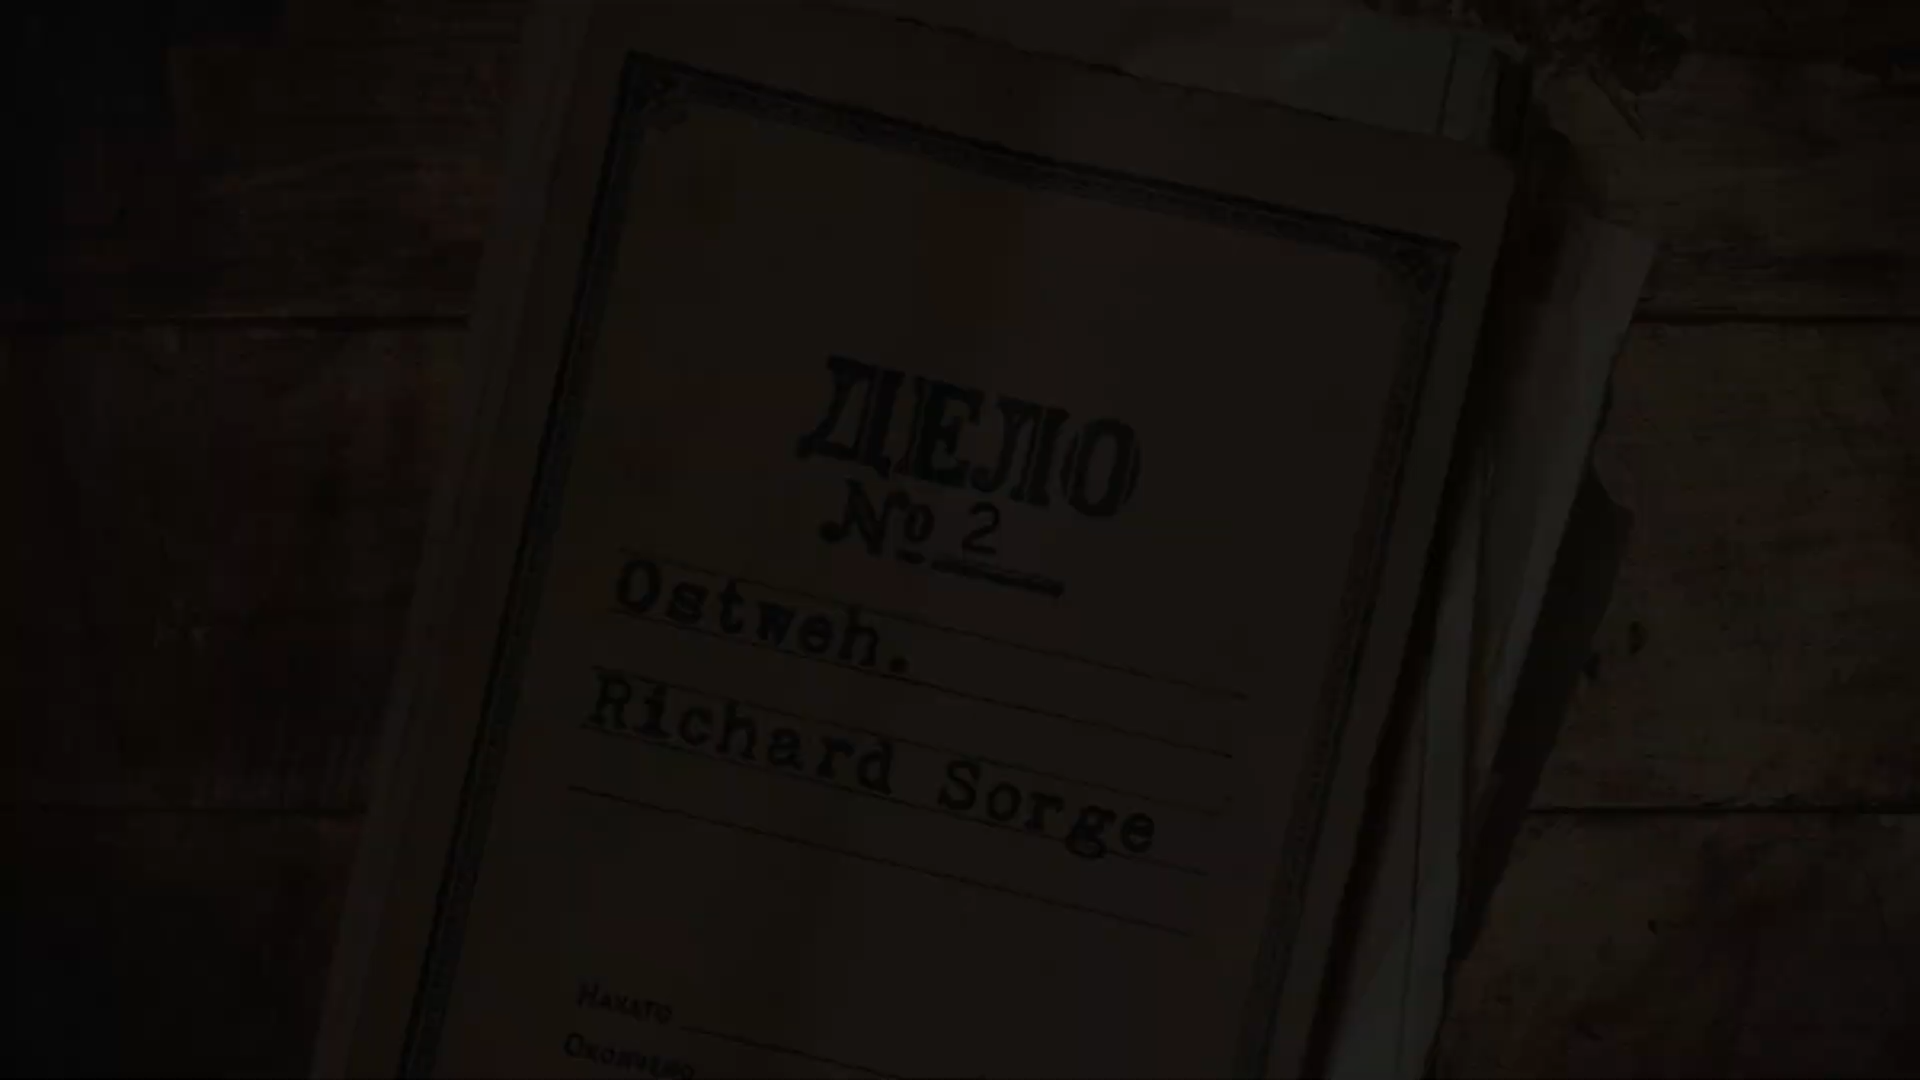 ДЕЛО
№ 2
Ostweh.
Richard Sorge
Начато
Окончено